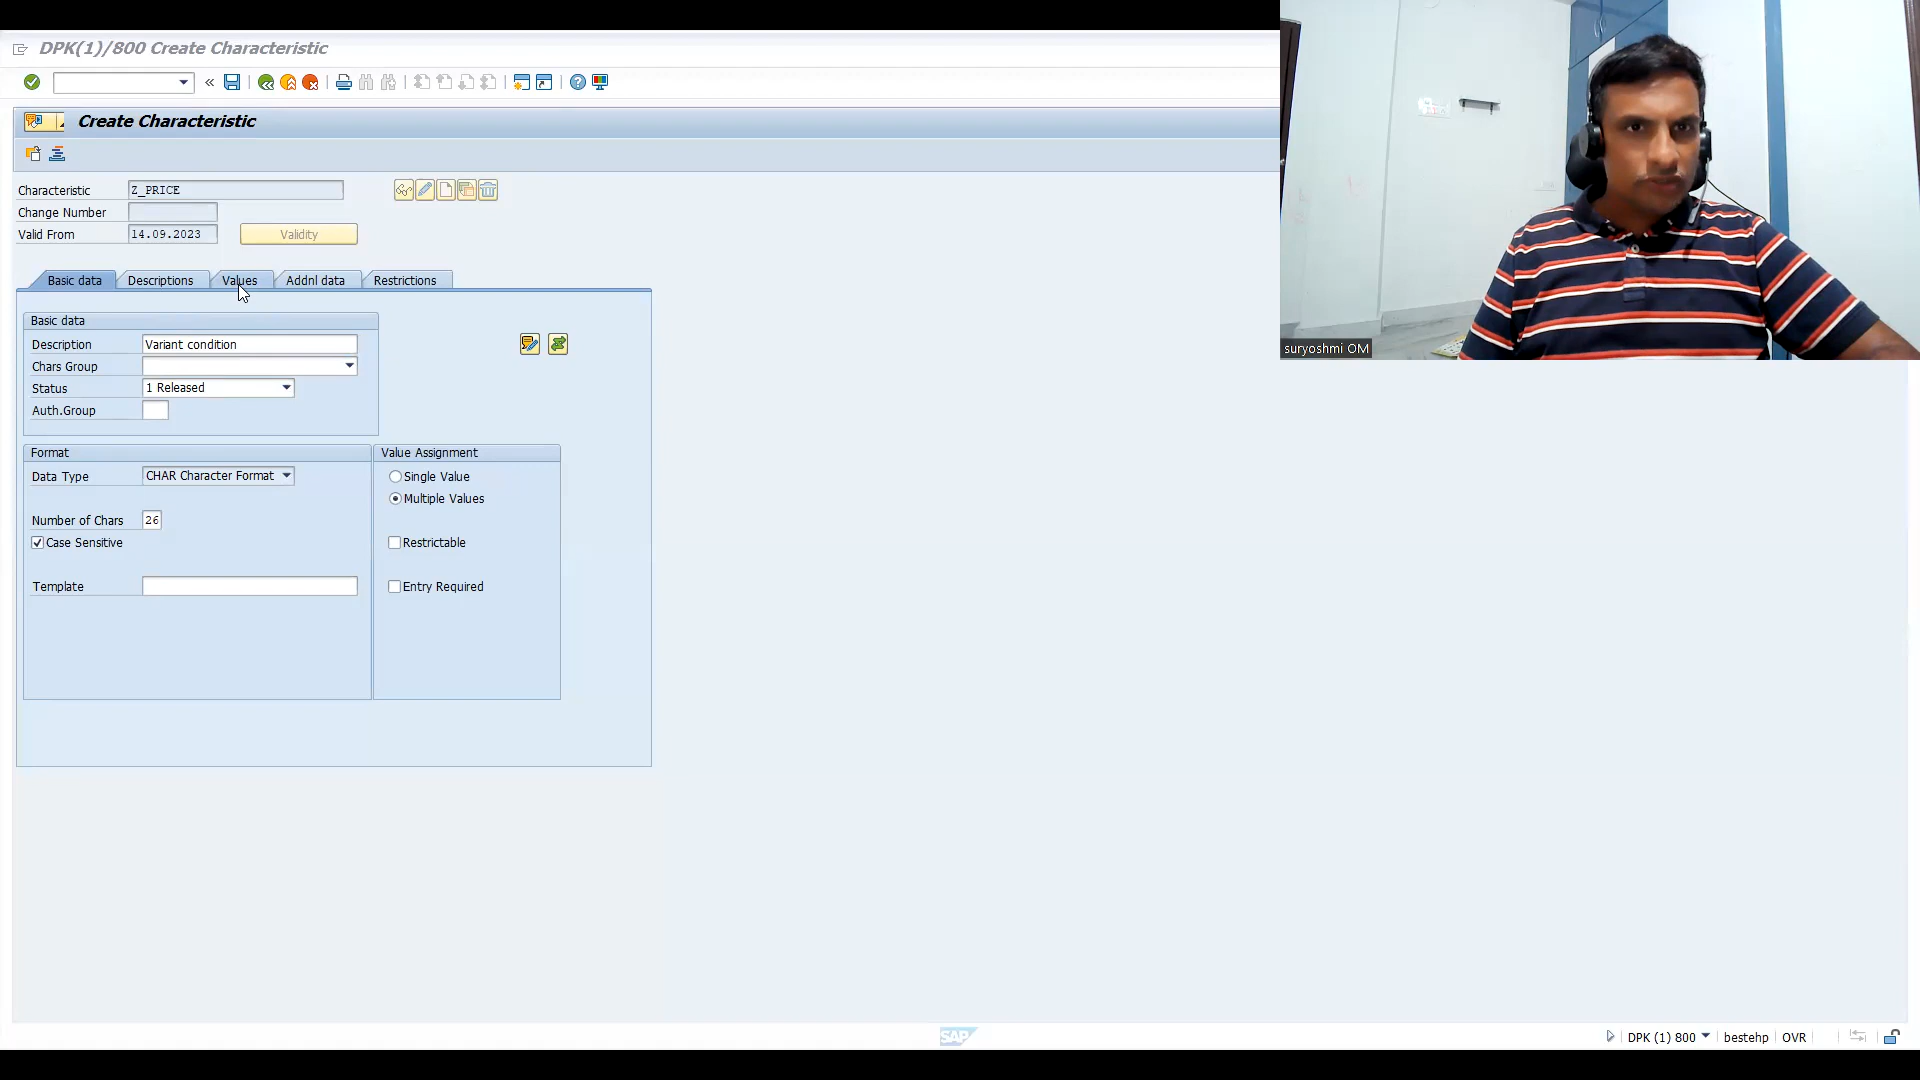 DPK(1)/800 Create Characteristic
Create Characteristic
Characteristic Z_PRICE
Change Number
Valid From 14.09.2023 Validity
Basic data Descriptions Values Addnl data Restrictions
Basic data
Description Variant condition
Chars Group
Status 1 Released
Auth.Group
Format
Data Type CHAR Character Format
Number of Chars 26
Case Sensitive
Template
Value Assignment
Single Value
Multiple Values
Restrictable
Entry Required
suryoshmi OM
SAP
DPK (1) 800 bestehp OVR